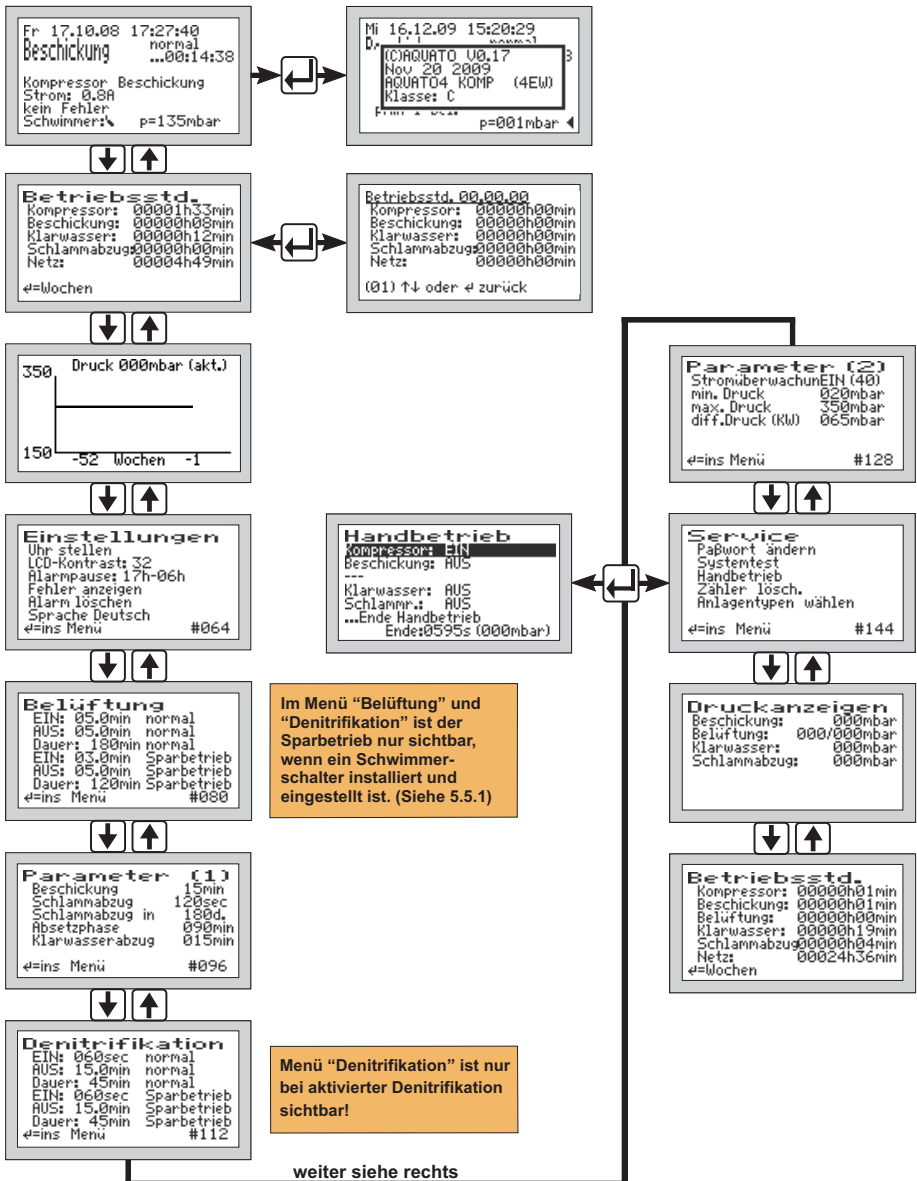 Fr 17.10.08 17:27:40
Beschickung normal
...00:14:38
Kompressor Beschickung
Strom: 0.8A
kein Fehler
Schwimmer: p=135mbar
Mi 16.12.09 15:20:29
(C)AQUATO V0.17
Nov 20 2009
AQUATO4 KOMP (4EW)
Klasse: C
p=001mbar
Betriebsstd.
Kompressor: 00001h33min
Beschickung: 00000h08min
Klarwasser: 00000h12min
Schlammabzug:00000h00min
Netz: 00004h49min
↵=Wochen
Betriebsstd. 00.00.00
Kompressor: 00000h00min
Beschickung: 00000h00min
Klarwasser: 00000h00min
Schlammabzug:00000h00min
Netz: 00000h00min
(01) ↑↓ oder ↵ zurück
Druck 000mbar (akt.)
350
150
-52 Wochen -1
Einstellungen
Uhr stellen
LCD-Kontrast: 32
Alarmpause: 17h-06h
Fehler anzeigen
Alarm löschen
Sprache Deutsch
↵=ins Menü #064
Belüftung
EIN: 05.0min normal
AUS: 05.0min normal
Dauer: 180min normal
EIN: 03.0min Sparbetrieb
AUS: 05.0min Sparbetrieb
Dauer: 120min Sparbetrieb
↵=ins Menü #080
Im Menü “Belüftung” und
“Denitrifikation” ist der
Sparbetrieb nur sichtbar,
wenn ein Schwimmer-
schalter installiert und
eingestellt ist. (Siehe 5.5.1)
Parameter (1)
Beschickung 15min
Schlammabzug 120sec
Schlammabzug in 180d.
Absetzphase 090min
Klarwasserabzug 015min
↵=ins Menü #096
Denitrifikation
EIN: 060sec normal
AUS: 15.0min normal
Dauer: 45min normal
EIN: 060sec Sparbetrieb
AUS: 15.0min Sparbetrieb
Dauer: 45min Sparbetrieb
↵=ins Menü #112
Menü “Denitrifikation” ist nur
bei aktivierter Denitrifikation
sichtbar!
weiter siehe rechts
Parameter (2)
StromüberwachunEIN (40)
min. Druck 020mbar
max. Druck 350mbar
diff.Druck (KW) 065mbar
↵=ins Menü #128
Handbetrieb
Kompressor: EIN
Beschickung: AUS
---
Klarwasser: AUS
Schlammr.: AUS
...Ende Handbetrieb
Ende:0595s (000mbar)
Service
Paßwort ändern
Systemtest
Handbetrieb
Zähler lösch.
Anlagentypen wählen
↵=ins Menü #144
Druckanzeigen
Beschickung: 000mbar
Belüftung: 000/000mbar
Klarwasser: 000mbar
Schlammabzug: 000mbar
Betriebsstd.
Kompressor: 00000h01min
Beschickung: 00000h01min
Belüftung: 00000h00min
Klarwasser: 00000h19min
Schlammabzug00000h04min
Netz: 00024h36min
↵=Wochen